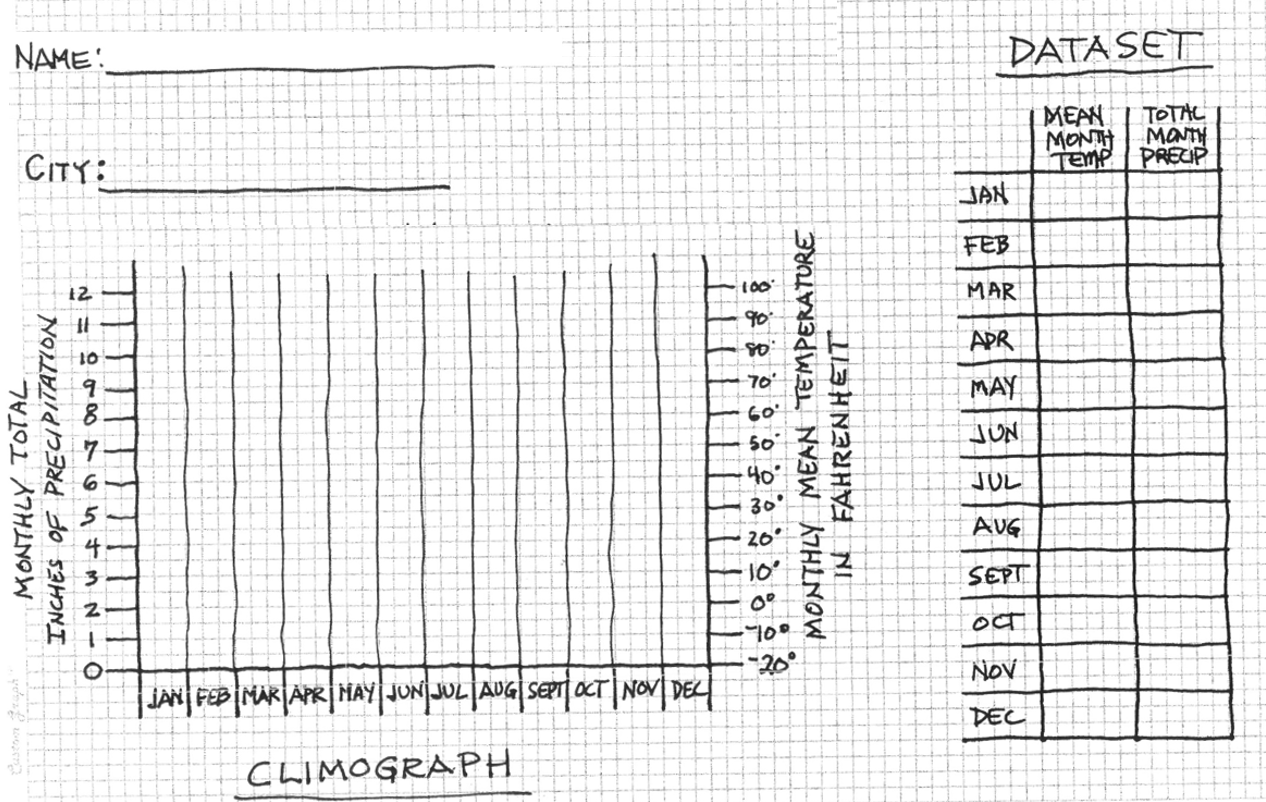 NAME:
CITY:
MONTHLY TOTAL
INCHES OF PRECIPITATION
12
11
10
9
8
7
6
5
4
3
2
1
0
100°
90°
80°
70°
60°
50°
40°
30°
20°
10°
0°
-10°
-20°
MONTHLY MEAN TEMPERATURE
IN FAHRENHEIT
JAN FEB MAR APR MAY JUN JUL AUG SEPT OCT NOV DEC
CLIMOGRAPH
DATASET
MEAN MONTH TEMP
TOTAL MONTH PRECIP
JAN
FEB
MAR
APR
MAY
JUN
JUL
AUG
SEPT
OCT
NOV
DEC